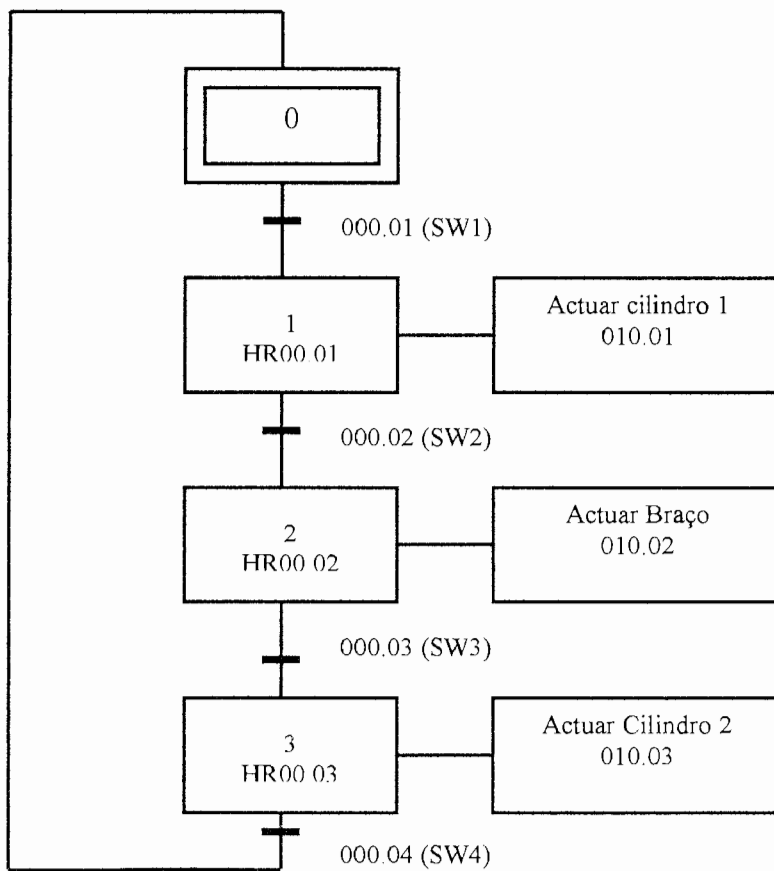 0
000.01 (SW1)
1
HR00.01
Actuar cilindro 1
010.01
000.02 (SW2)
2
HR00.02
Actuar Braço
010.02
000.03 (SW3)
3
HR00.03
Actuar Cilindro 2
010.03
000.04 (SW4)